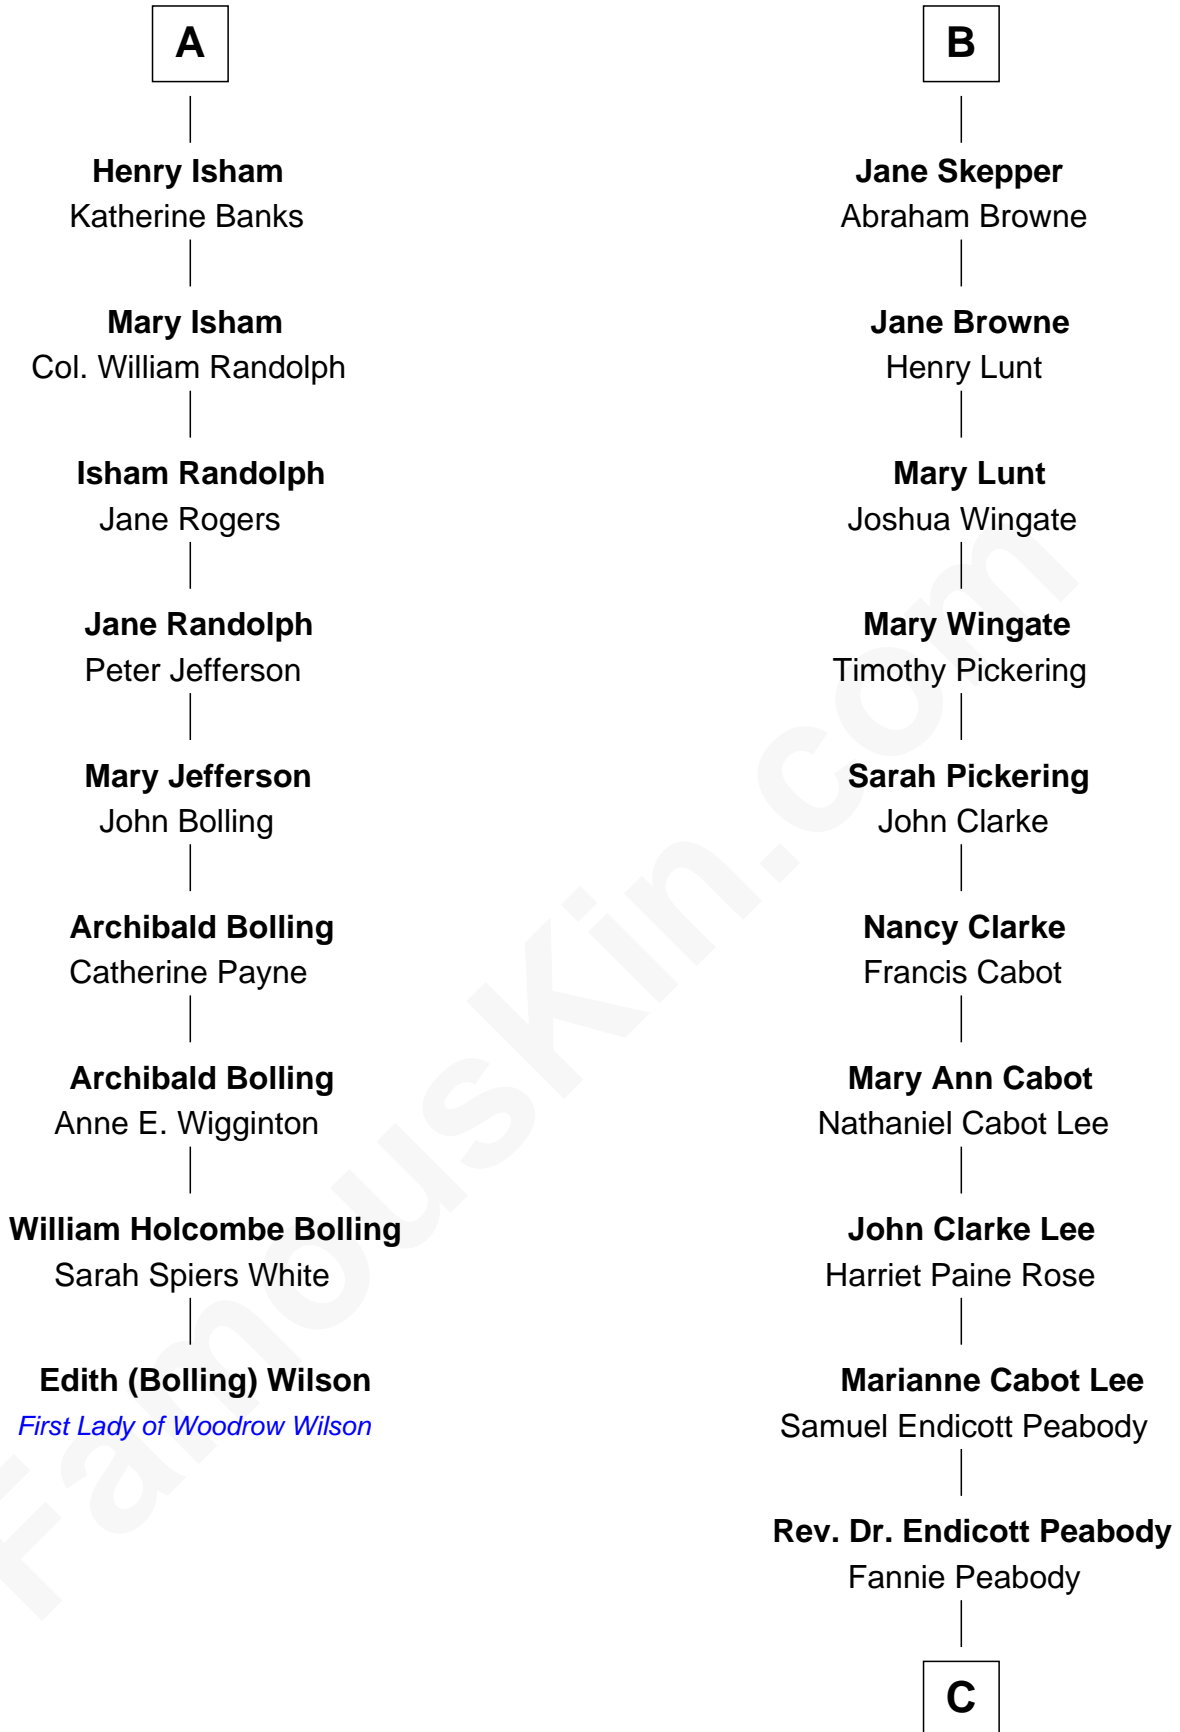 A
Henry Isham
Katherine Banks
Mary Isham
Col. William Randolph
Isham Randolph
Jane Rogers
Jane Randolph
Peter Jefferson
Mary Jefferson
John Bolling
Archibald Bolling
Catherine Payne
Archibald Bolling
Anne E. Wigginton
William Holcombe Bolling
Sarah Spiers White
Edith (Bolling) Wilson
First Lady of Woodrow Wilson
B
Jane Skepper
Abraham Browne
Jane Browne
Henry Lunt
Mary Lunt
Joshua Wingate
Mary Wingate
Timothy Pickering
Sarah Pickering
John Clarke
Nancy Clarke
Francis Cabot
Mary Ann Cabot
Nathaniel Cabot Lee
John Clarke Lee
Harriet Paine Rose
Marianne Cabot Lee
Samuel Endicott Peabody
Rev. Dr. Endicott Peabody
Fannie Peabody
C
FamousKin.com